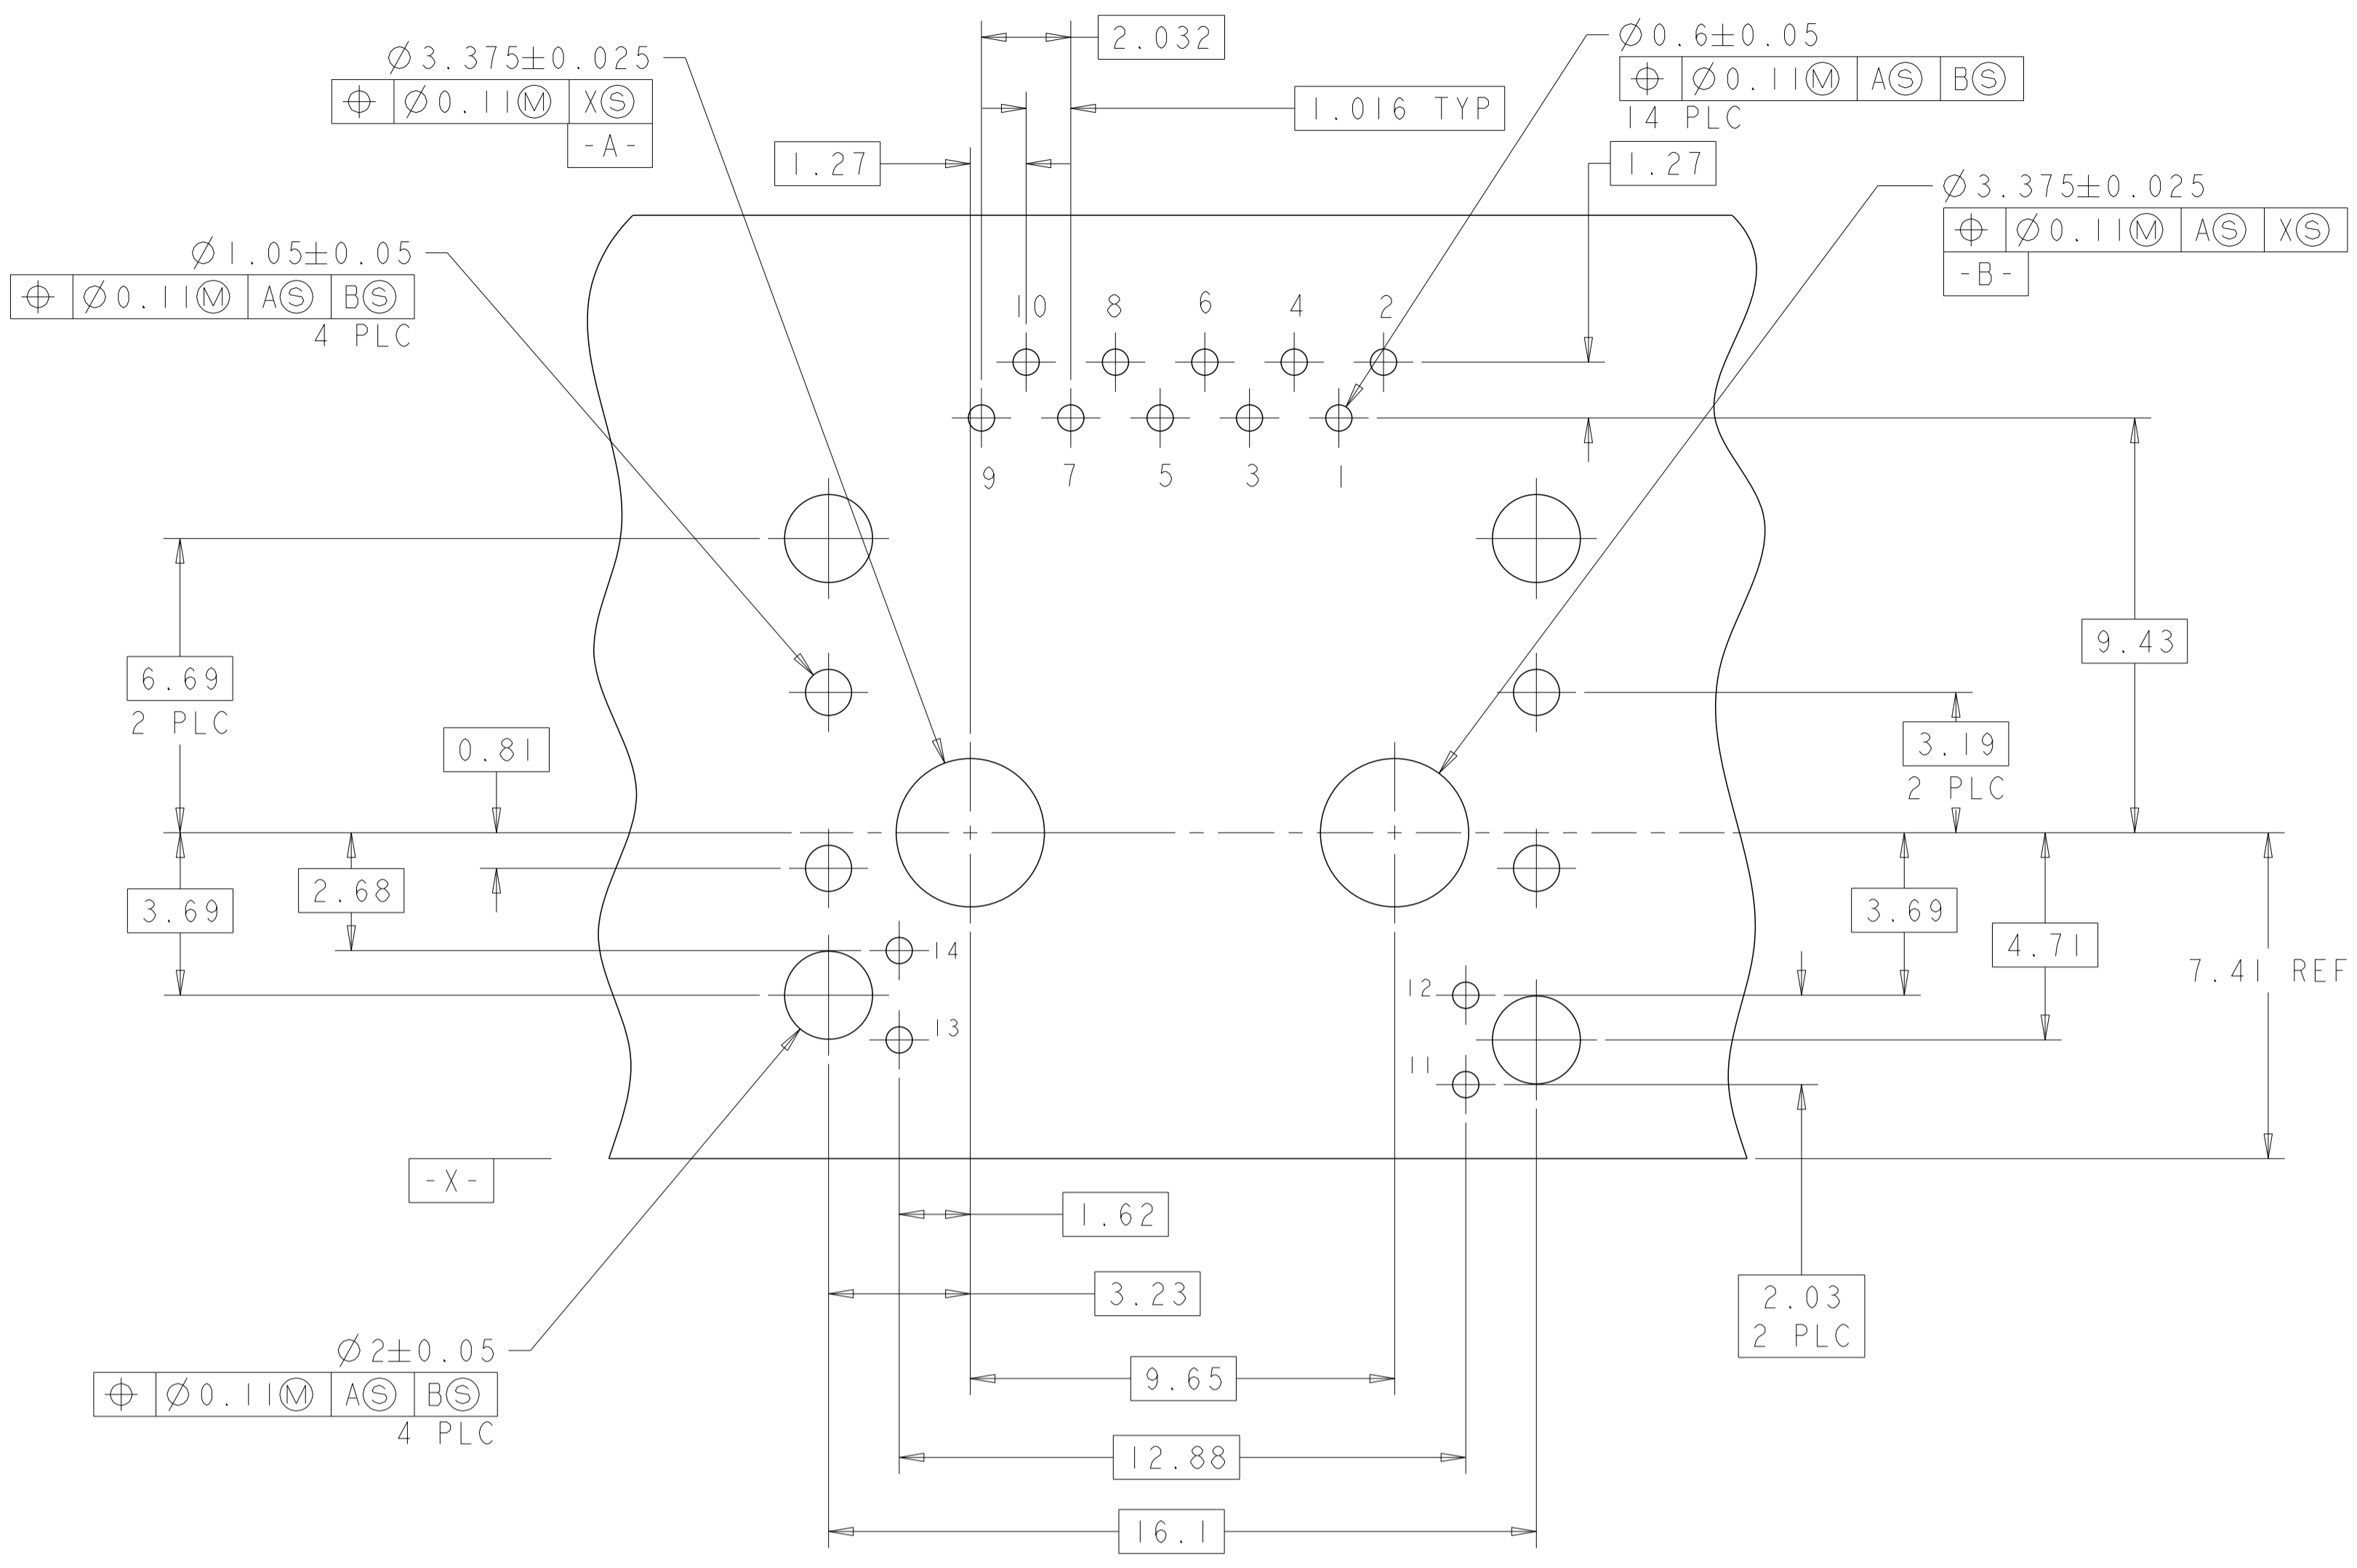 2.032
Ø3.375±0.025
⌖ Ø0.11Ⓜ XⓈ
-A-
Ø0.6±0.05
⌖ Ø0.11Ⓜ AⓈ BⓈ
14 PLC
1.016 TYP
1.27
1.27
Ø3.375±0.025
⌖ Ø0.11Ⓜ AⓈ XⓈ
-B-
Ø1.05±0.05
⌖ Ø0.11Ⓜ AⓈ BⓈ
4 PLC
10 8 6 4 2
9 7 5 3 1
6.69
2 PLC
9.43
0.81
3.19
2 PLC
2.68
3.69
3.69
4.71
7.41 REF
14
12
13
11
-X-
1.62
3.23
2.03
2 PLC
Ø2±0.05
⌖ Ø0.11Ⓜ AⓈ BⓈ
4 PLC
9.65
12.88
16.1